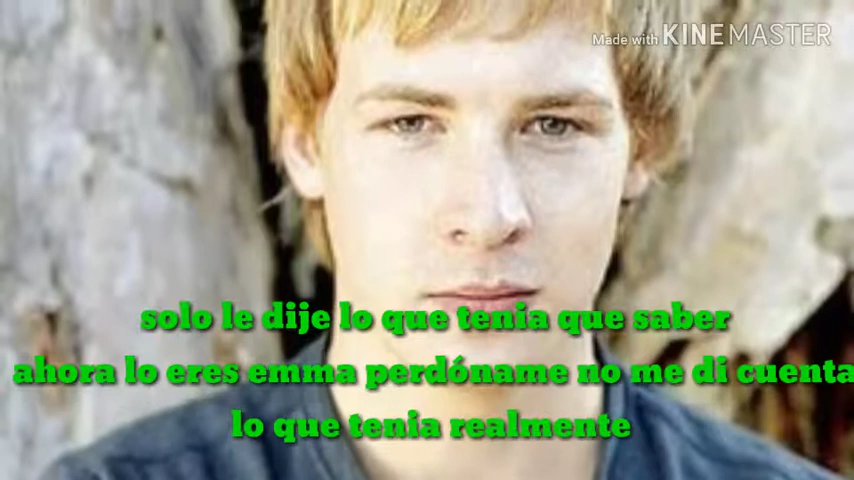 Made with KINEMASTER
solo le dije lo que tenia que saber
ahora lo eres emma perdóname no me di cuenta
lo que tenia realmente